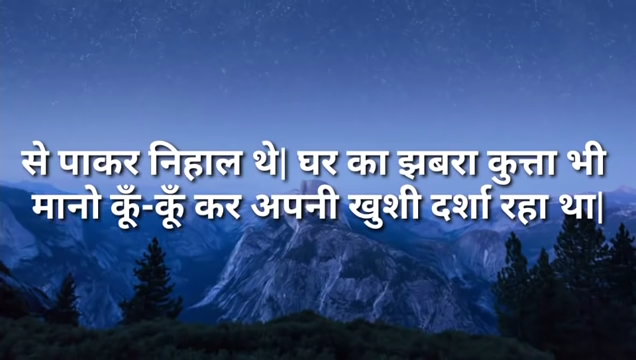 से पाकर निहाल थे| घर का झबरा कुत्ता भी
मानो कूँ-कूँ कर अपनी खुशी दर्शा रहा था|